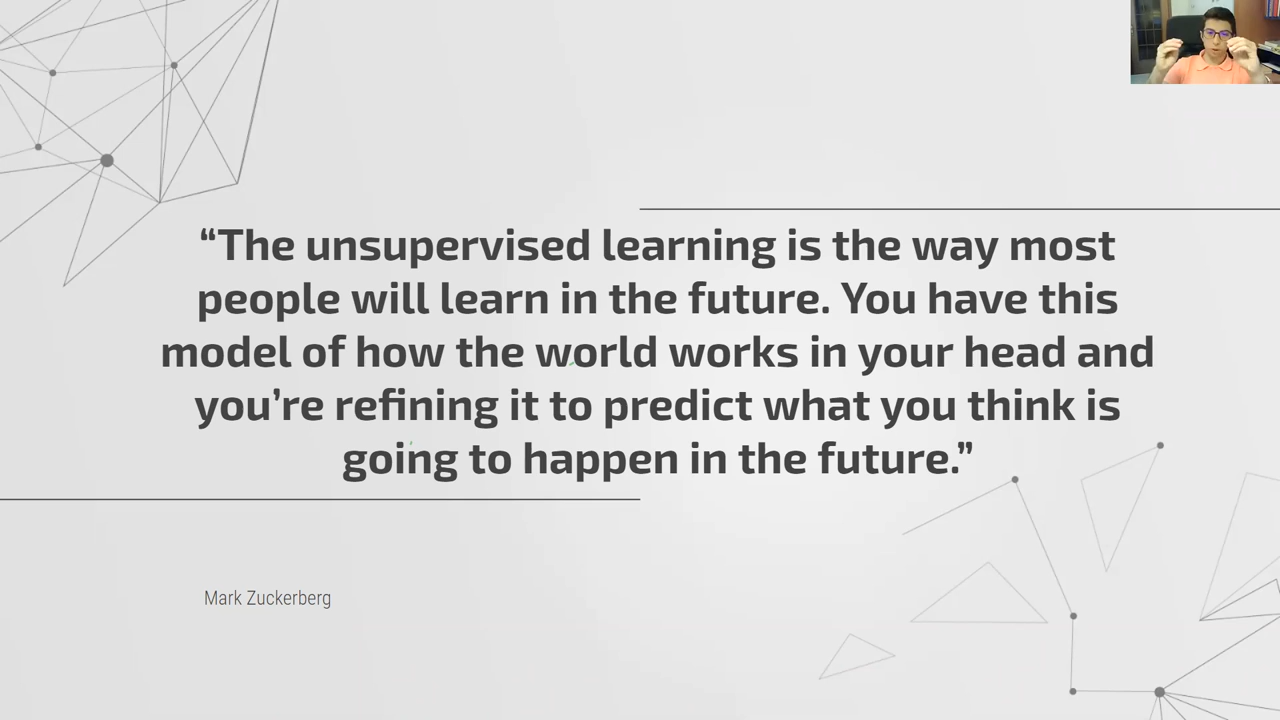 “The unsupervised learning is the way most
people will learn in the future. You have this
model of how the world works in your head and
you’re refining it to predict what you think is
going to happen in the future.”
Mark Zuckerberg